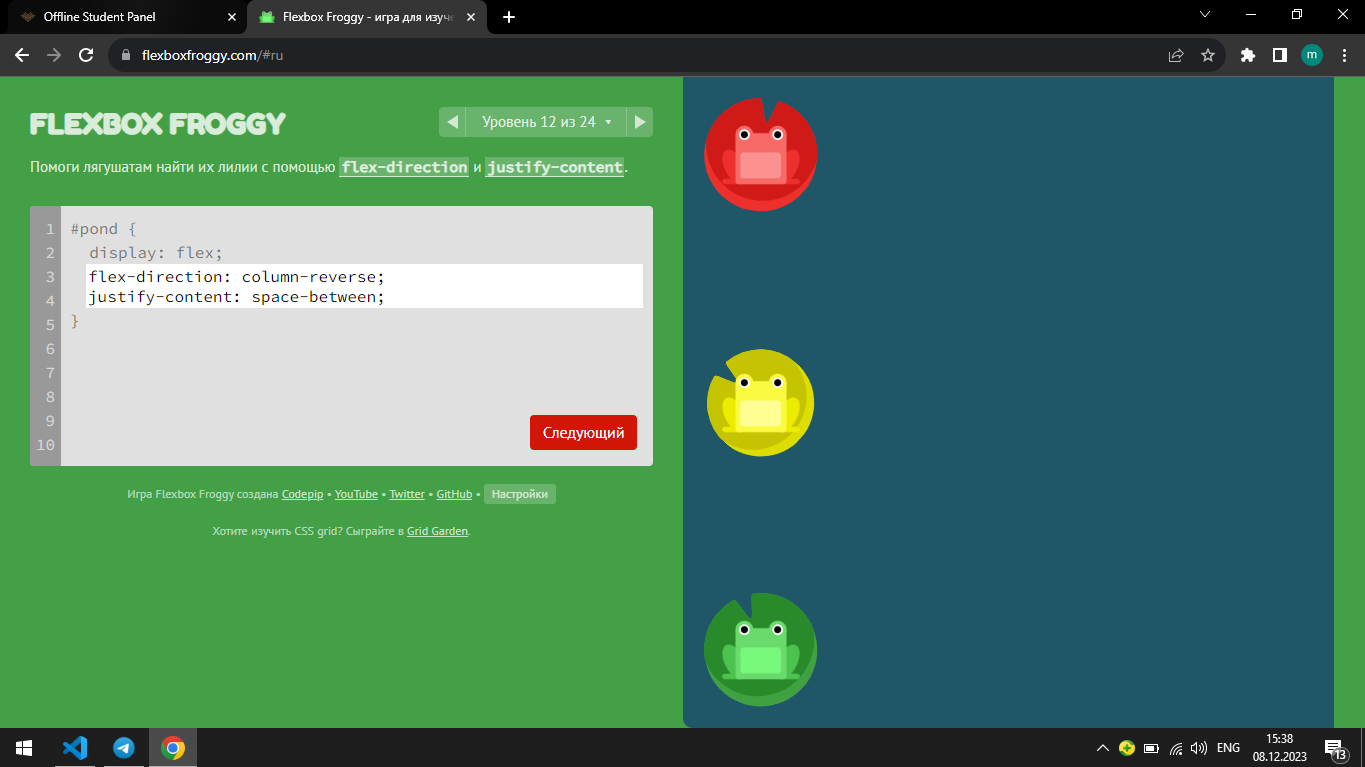 Offline Student Panel
Flexbox Froggy - игра для изуче
flexboxfroggy.com/#ru
m
FLEXBOX FROGGY
Уровень 12 из 24
Помоги лягушатам найти их лилии с помощью flex-direction и justify-content.
1 #pond {
2 display: flex;
3 flex-direction: column-reverse;
4 justify-content: space-between;
5 }
6
7
8
9
10
Следующий
Игра Flexbox Froggy создана Codepip • YouTube • Twitter • GitHub • Настройки
Хотите изучить CSS grid? Сыграйте в Grid Garden.
ENG
15:38
08.12.2023
13